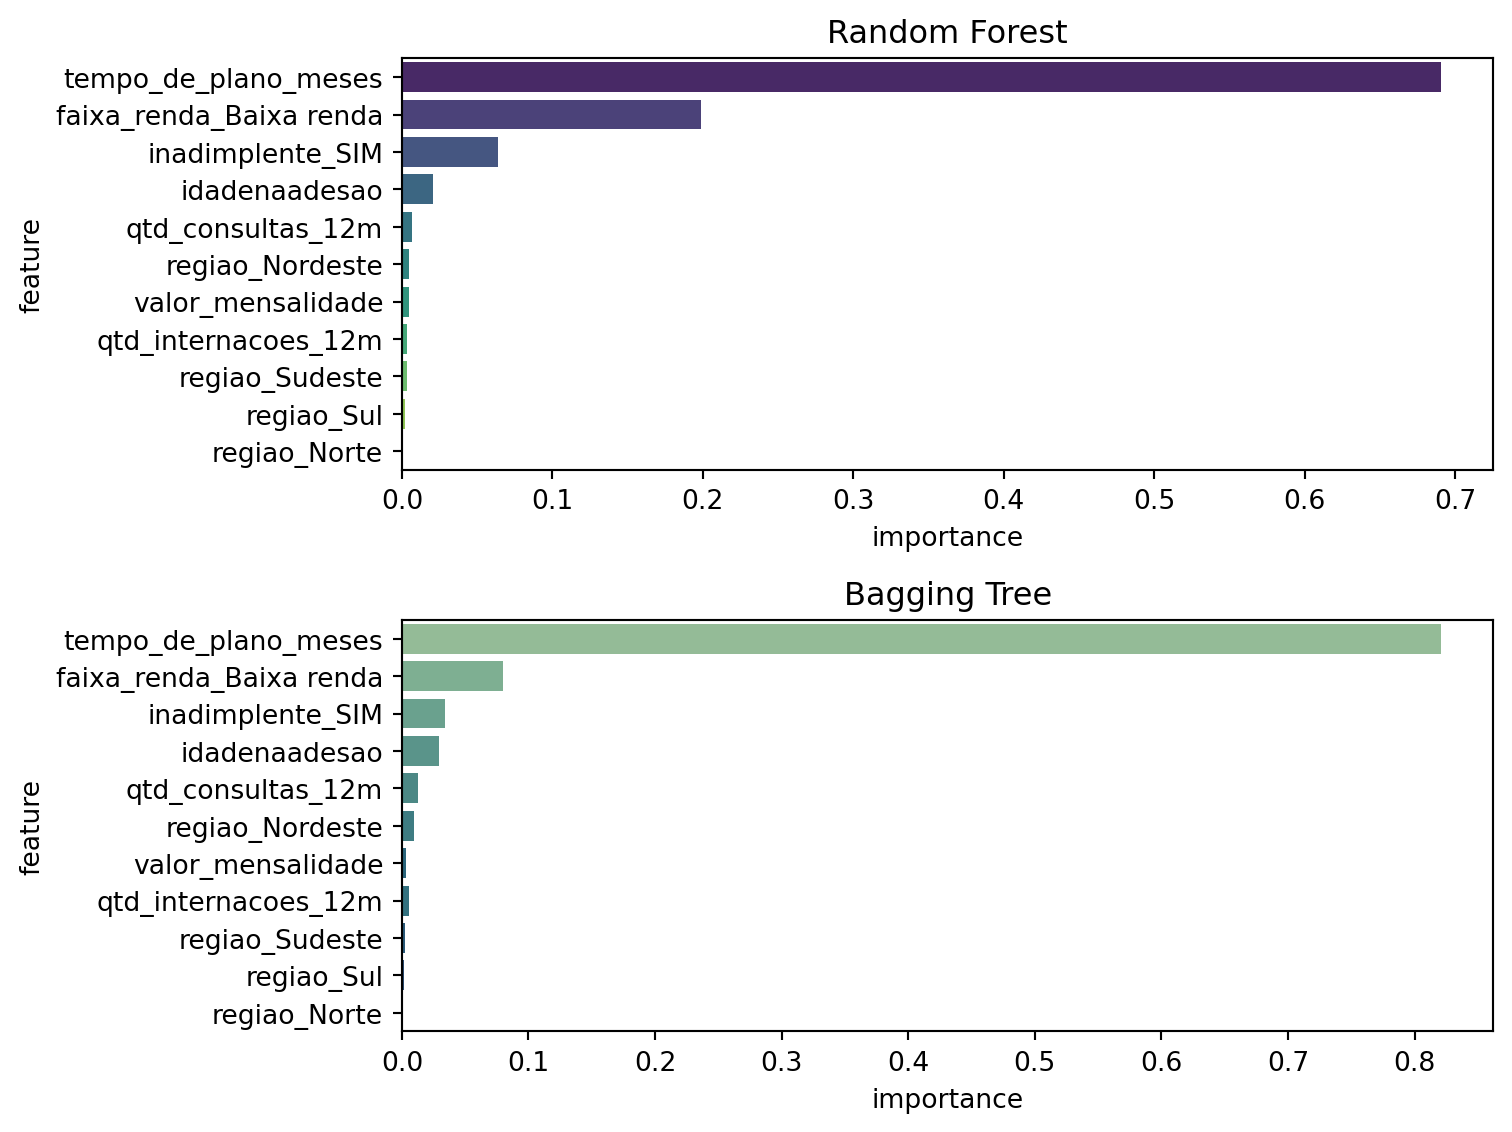 Random Forest
tempo_de_plano_meses
faixa_renda_Baixa renda
inadimplente_SIM
idadenaadesao
qtd_consultas_12m
regiao_Nordeste
valor_mensalidade
qtd_internacoes_12m
regiao_Sudeste
regiao_Sul
regiao_Norte
feature
0.0 0.1 0.2 0.3 0.4 0.5 0.6 0.7
importance
Bagging Tree
tempo_de_plano_meses
faixa_renda_Baixa renda
inadimplente_SIM
idadenaadesao
qtd_consultas_12m
regiao_Nordeste
valor_mensalidade
qtd_internacoes_12m
regiao_Sudeste
regiao_Sul
regiao_Norte
feature
0.0 0.1 0.2 0.3 0.4 0.5 0.6 0.7 0.8
importance